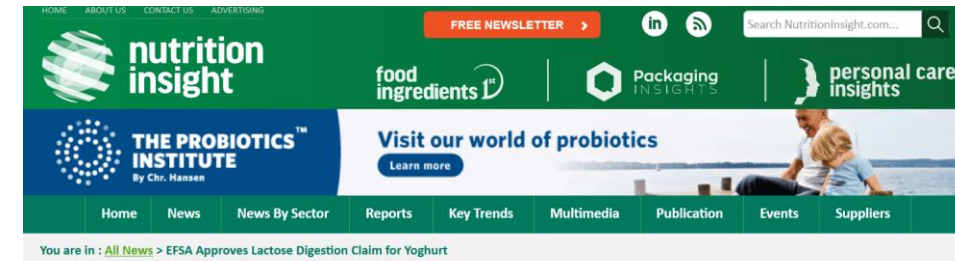 HOME ABOUT US CONTACT US ADVERTISING
FREE NEWSLETTER >
in
Search NutritionInsight.com...
nutrition
insight
food
ingredients 1st
Packaging
INSIGHTS
personal care
insights
THE PROBIOTICS™
INSTITUTE
By Chr. Hansen
Visit our world of probiotics
Learn more
Home News News By Sector Reports Key Trends Multimedia Publication Events Suppliers
You are in : All News > EFSA Approves Lactose Digestion Claim for Yoghurt